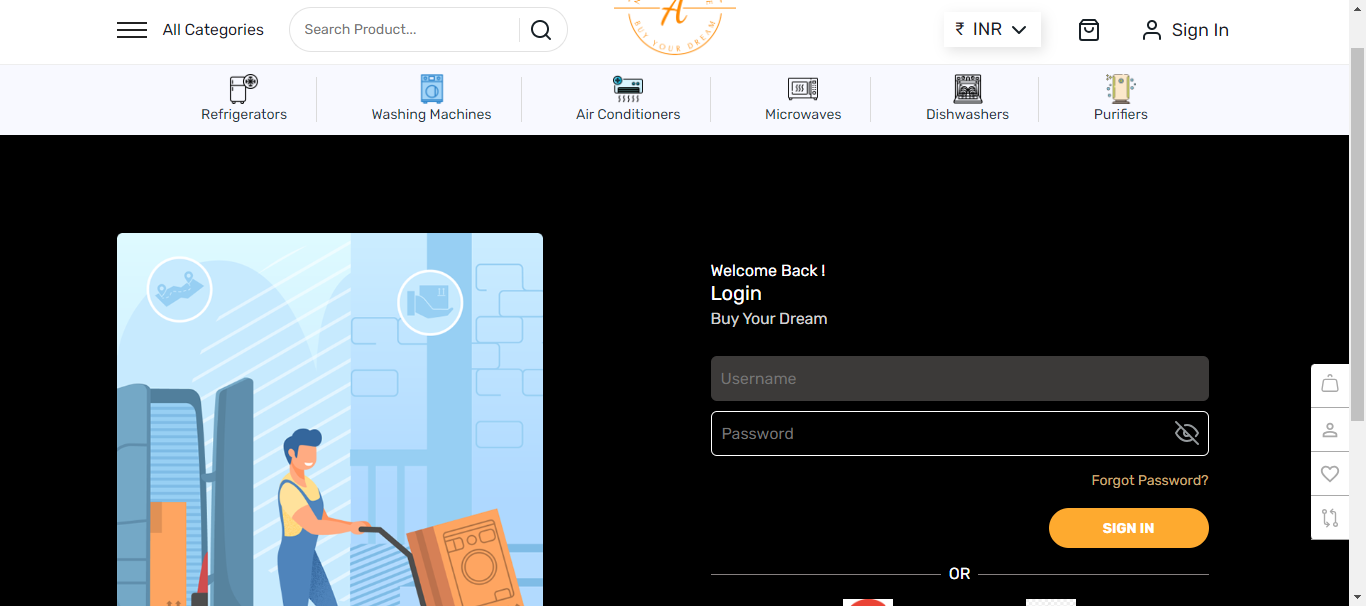 All Categories
Search Product...
A
BUY YOUR DREAM
₹ INR
Sign In
Refrigerators
Washing Machines
Air Conditioners
Microwaves
Dishwashers
Purifiers
Welcome Back !
Login
Buy Your Dream
Username
Password
Forgot Password?
SIGN IN
OR